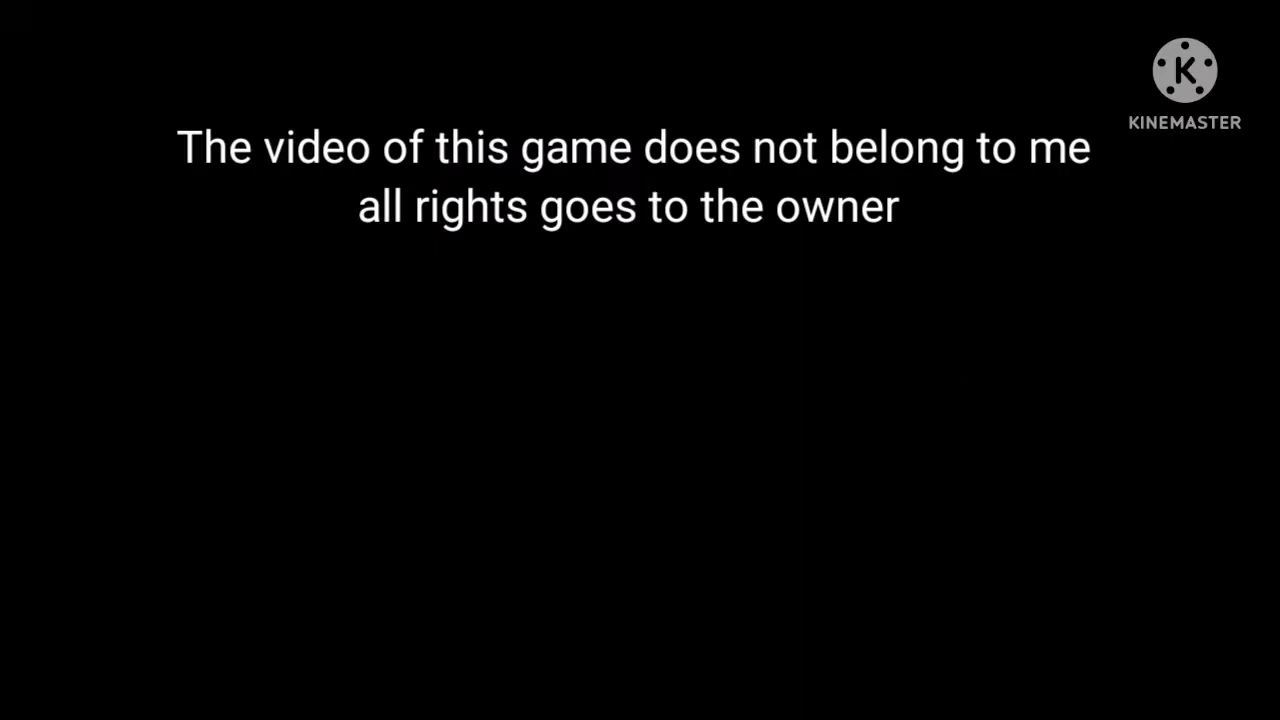 KINEMASTER
The video of this game does not belong to me
all rights goes to the owner